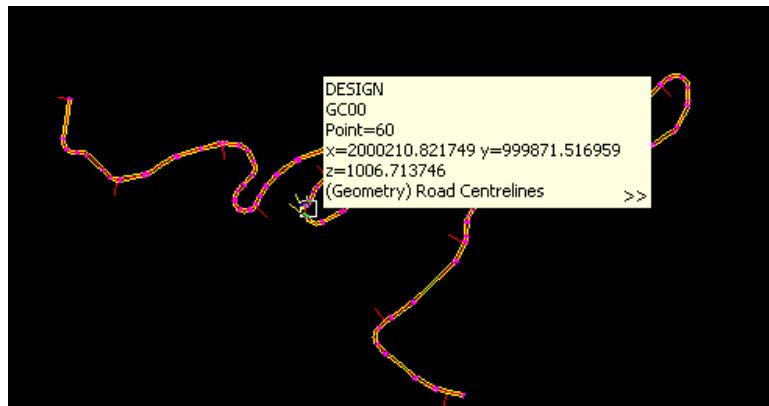 DESIGN
GC00
Point=60
x=2000210.821749 y=999871.516959
z=1006.713746
(Geometry) Road Centrelines >>